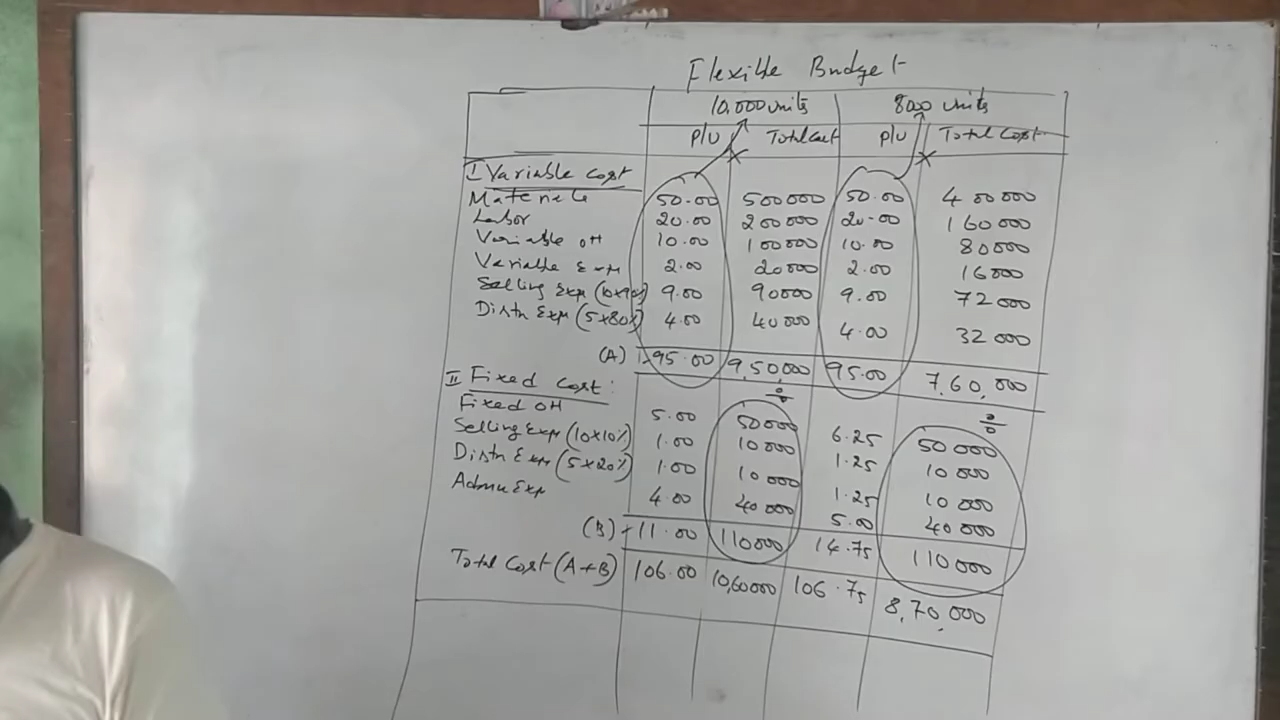 Flexible Budget
10,000 units 8000 units
P/U Total Cost P/U Total Cost
I Variable Cost
Materials 50.00 500000 50.00 400000
Labor 20.00 200000 20.00 160000
Variable OH 10.00 100000 10.00 80000
Variable Exp 2.00 20000 2.00 16000
Selling Exp (10x90%) 9.00 90000 9.00 72000
Distn Exp (5x80%) 4.00 40000 4.00 32000
(A) 95.00 9,50,000 95.00 7,60,000
II Fixed Cost:
Fixed OH 5.00 50000 6.25 50000
Selling Exp (10x10%) 1.00 10000 1.25 10000
Distn Exp (5x20%) 1.00 10000 1.25 10000
Admn Exp 4.00 40000 5.00 40000
(B) 11.00 110000 14.75 110000
Total Cost (A+B) 106.00 10,60000 106.75 8,70,000